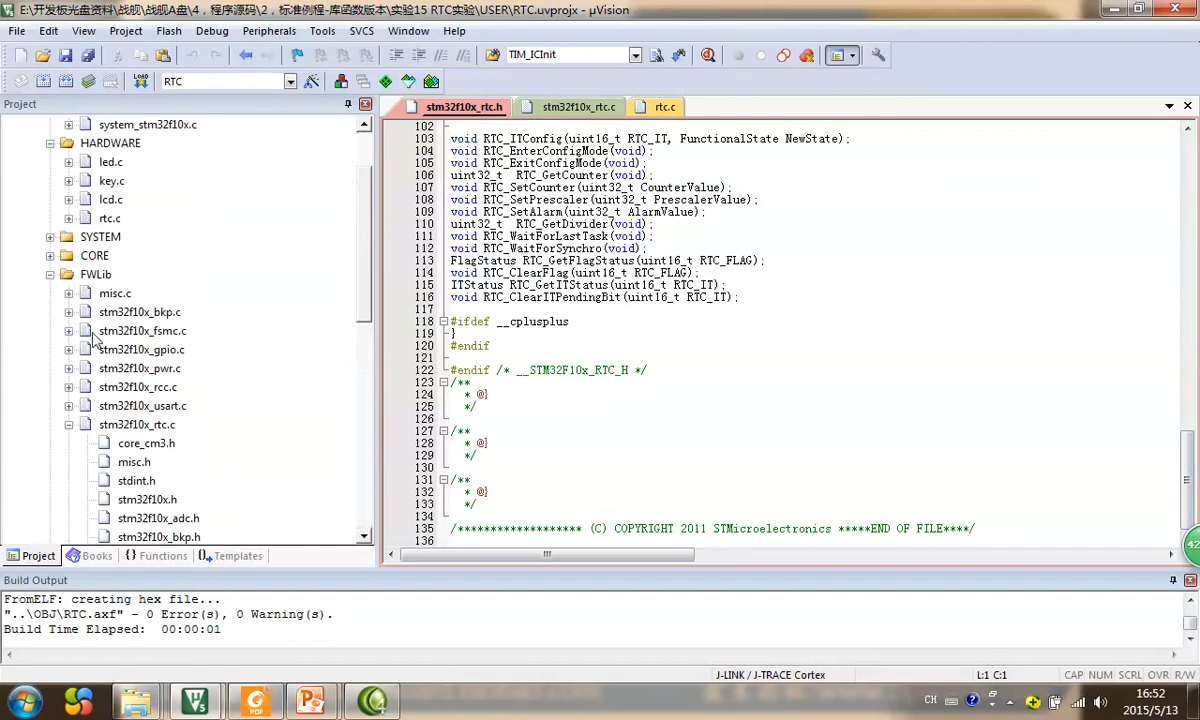 E:\开发板光盘资料\战舰\战舰A盘\4，程序源码\2，标准例程-库函数版本\实验15 RTC实验\USER\RTC.uvprojx - µVision
File Edit View Project Flash Debug Peripherals Tools SVCS Window Help
TIM_ICInit
LOAD RTC
Project
stm32f10x_rtc.h stm32f10x_rtc.c rtc.c
system_stm32f10x.c
HARDWARE
led.c
key.c
lcd.c
rtc.c
SYSTEM
CORE
FWLib
misc.c
stm32f10x_bkp.c
stm32f10x_fsmc.c
stm32f10x_gpio.c
stm32f10x_pwr.c
stm32f10x_rcc.c
stm32f10x_usart.c
stm32f10x_rtc.c
core_cm3.h
misc.h
stdint.h
stm32f10x.h
stm32f10x_adc.h
stm32f10x_bkp.h
102
103 void RTC_ITConfig(uint16_t RTC_IT, FunctionalState NewState);
104 void RTC_EnterConfigMode(void);
105 void RTC_ExitConfigMode(void);
106 uint32_t  RTC_GetCounter(void);
107 void RTC_SetCounter(uint32_t CounterValue);
108 void RTC_SetPrescaler(uint32_t PrescalerValue);
109 void RTC_SetAlarm(uint32_t AlarmValue);
110 uint32_t  RTC_GetDivider(void);
111 void RTC_WaitForLastTask(void);
112 void RTC_WaitForSynchro(void);
113 FlagStatus RTC_GetFlagStatus(uint16_t RTC_FLAG);
114 void RTC_ClearFlag(uint16_t RTC_FLAG);
115 ITStatus RTC_GetITStatus(uint16_t RTC_IT);
116 void RTC_ClearITPendingBit(uint16_t RTC_IT);
117
118 #ifdef __cplusplus
119 }
120 #endif
121
122 #endif /* __STM32F10x_RTC_H */
123 /**
124 * @}
125 */
126
127 /**
128 * @}
129 */
130
131 /**
132 * @}
133 */
134
135 /******************* (C) COPYRIGHT 2011 STMicroelectronics *****END OF FILE****/
136
42
Project Books {} Functions Templates
Build Output
FromELF: creating hex file...
"..\OBJ\RTC.axf" - 0 Error(s), 0 Warning(s).
Build Time Elapsed:  00:00:01
J-LINK / J-TRACE Cortex L:1 C:1 CAP NUM SCRL OVR R/W
CH 16:52
2015/5/13